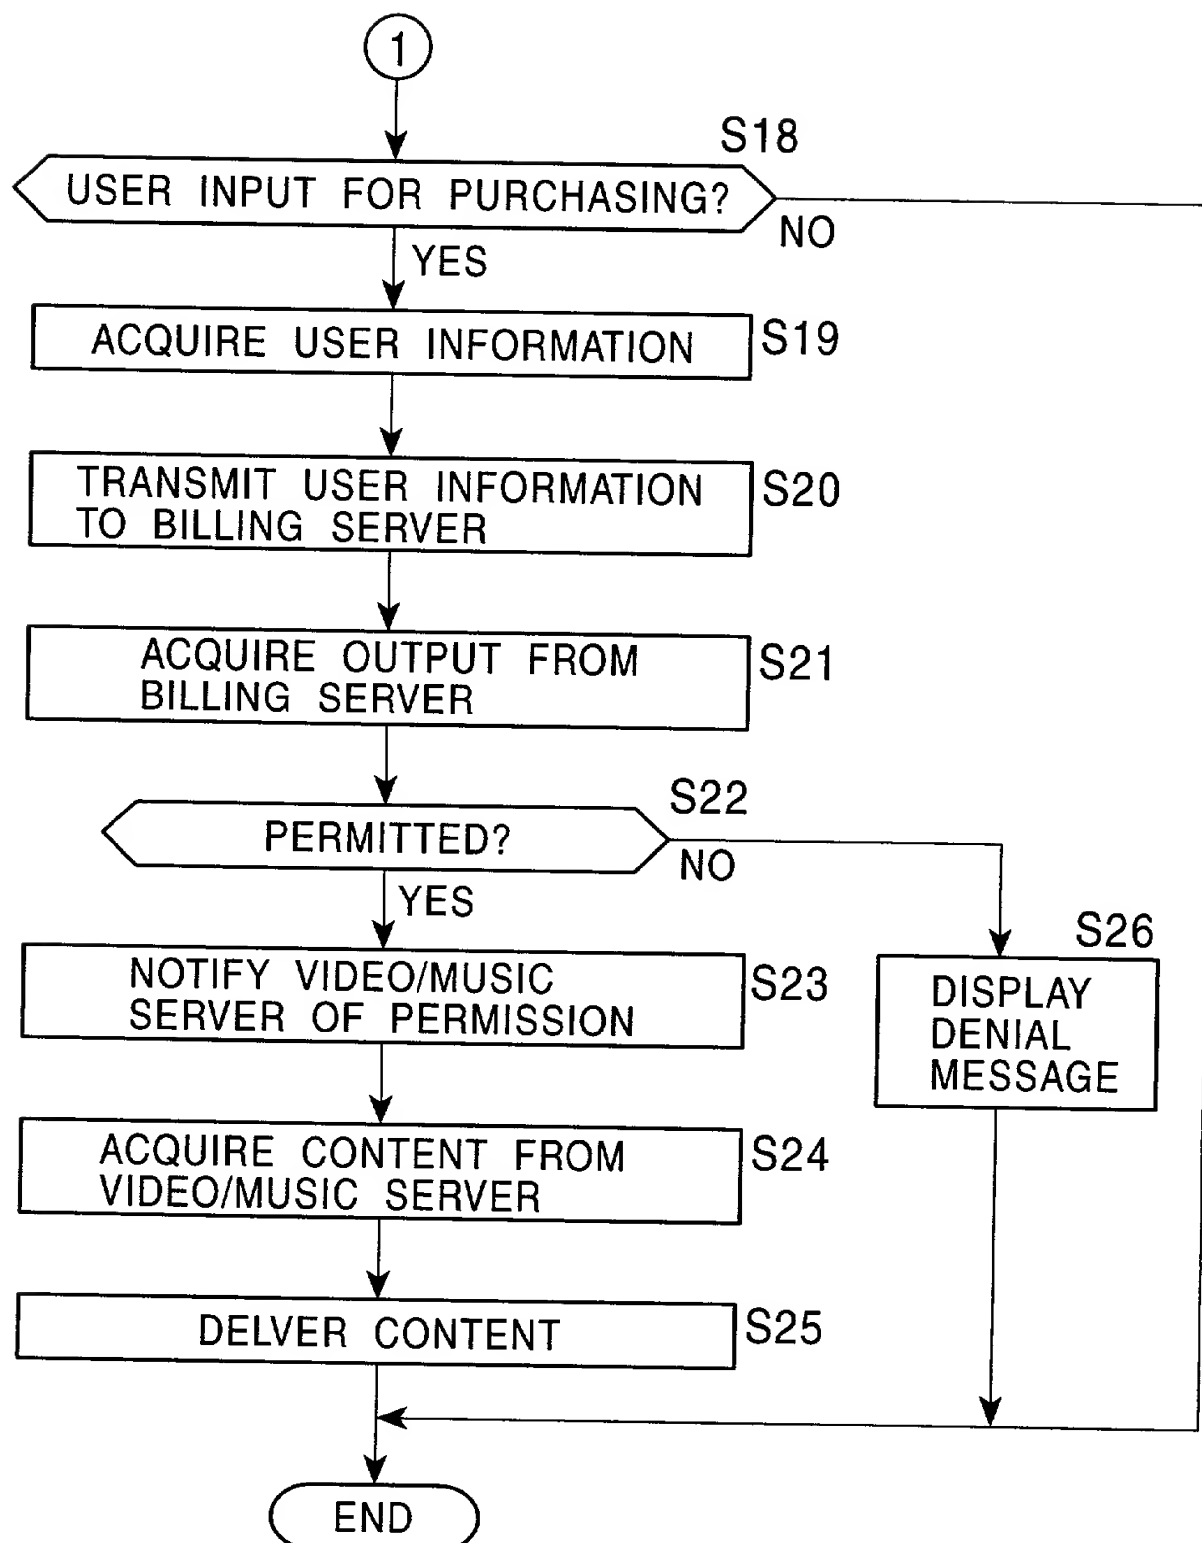 1
S18
USER INPUT FOR PURCHASING?
NO
YES
ACQUIRE USER INFORMATION
S19
TRANSMIT USER INFORMATION
TO BILLING SERVER
S20
ACQUIRE OUTPUT FROM
BILLING SERVER
S21
S22
PERMITTED?
NO
YES
S26
NOTIFY VIDEO/MUSIC
SERVER OF PERMISSION
S23
DISPLAY
DENIAL
MESSAGE
ACQUIRE CONTENT FROM
VIDEO/MUSIC SERVER
S24
DELVER CONTENT
S25
END